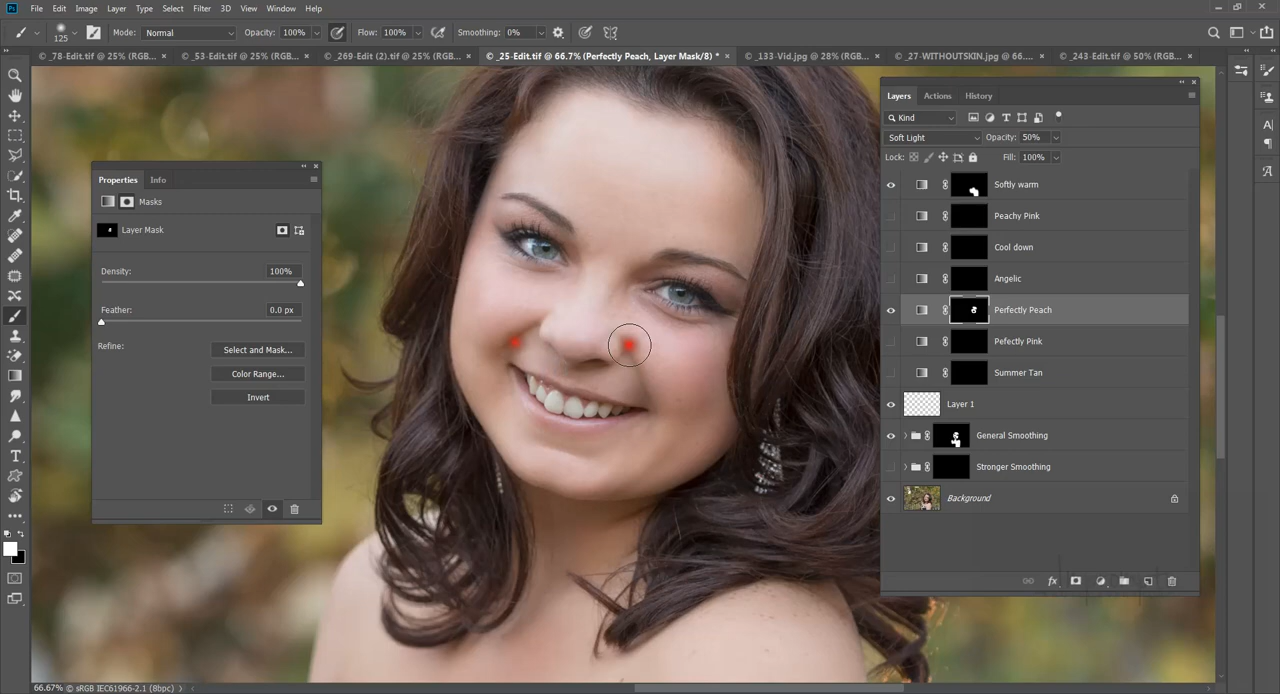 Ps File Edit Image Layer Type Select Filter 3D View Window Help
125 Mode: Normal Opacity: 100% Flow: 100% Smoothing: 0%
© _78-Edit.tif @ 25% (RGB... × © _53-Edit.tif @ 25% (RGB... × © _269-Edit (2).tif @ 25% (RGB... × © _25-Edit.tif @ 66.7% (Perfectly Peach, Layer Mask/8) * × © _133-Vid.jpg @ 28% (RGB... × © _27-WITHOUTSKIN.jpg @ 66.... × © _243-Edit.tif @ 50% (RGB... ×
Properties Info
Masks
Layer Mask
Density: 100%
Feather: 0.0 px
Refine: Select and Mask...
Color Range...
Invert
Layers Actions History
Kind
Soft Light Opacity: 50%
Lock: Fill: 100%
Softly warm
Peachy Pink
Cool down
Angelic
Perfectly Peach
Pefectly Pink
Summer Tan
Layer 1
General Smoothing
Stronger Smoothing
Background
fx
66.67% © sRGB IEC61966-2.1 (8bpc)